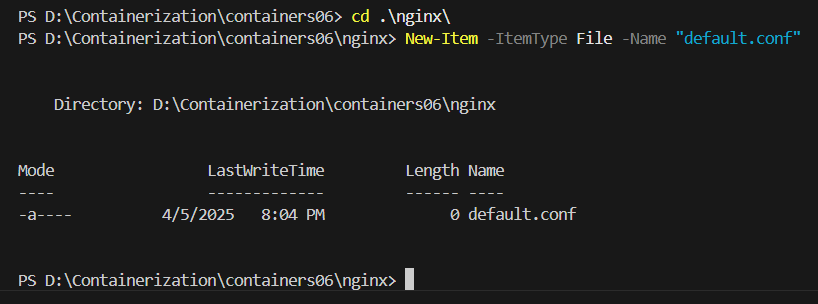 PS D:\Containerization\containers06> cd .\nginx\
PS D:\Containerization\containers06\nginx> New-Item -ItemType File -Name "default.conf"
Directory: D:\Containerization\containers06\nginx
Mode LastWriteTime Length Name
---- ------------- ------ ----
-a---- 4/5/2025 8:04 PM 0 default.conf
PS D:\Containerization\containers06\nginx>